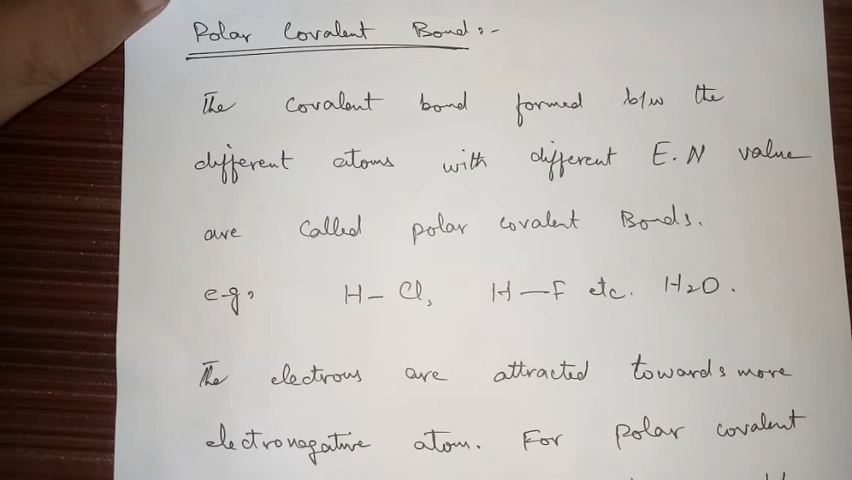 Polar Covalent Bond:-
The covalent bond formed b/w the
different atoms with different E.N value
are called polar covalent Bonds.
e-g, H-Cl, H-F etc. H2O.
The electrons are attracted towards more
electronegative atom. For polar covalent